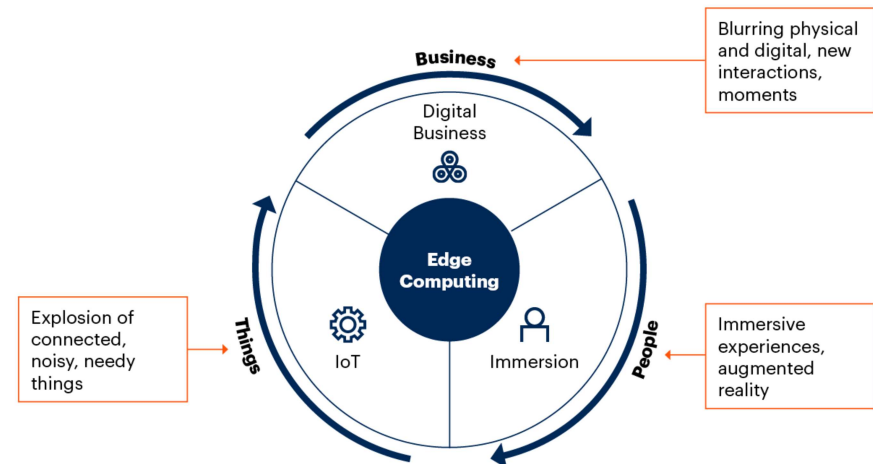 Business
Blurring physical
and digital, new
interactions,
moments
Digital
Business
Edge
Computing
Explosion of
connected,
noisy, needy
things
Things
IoT
Immersion
People
Immersive
experiences,
augmented
reality